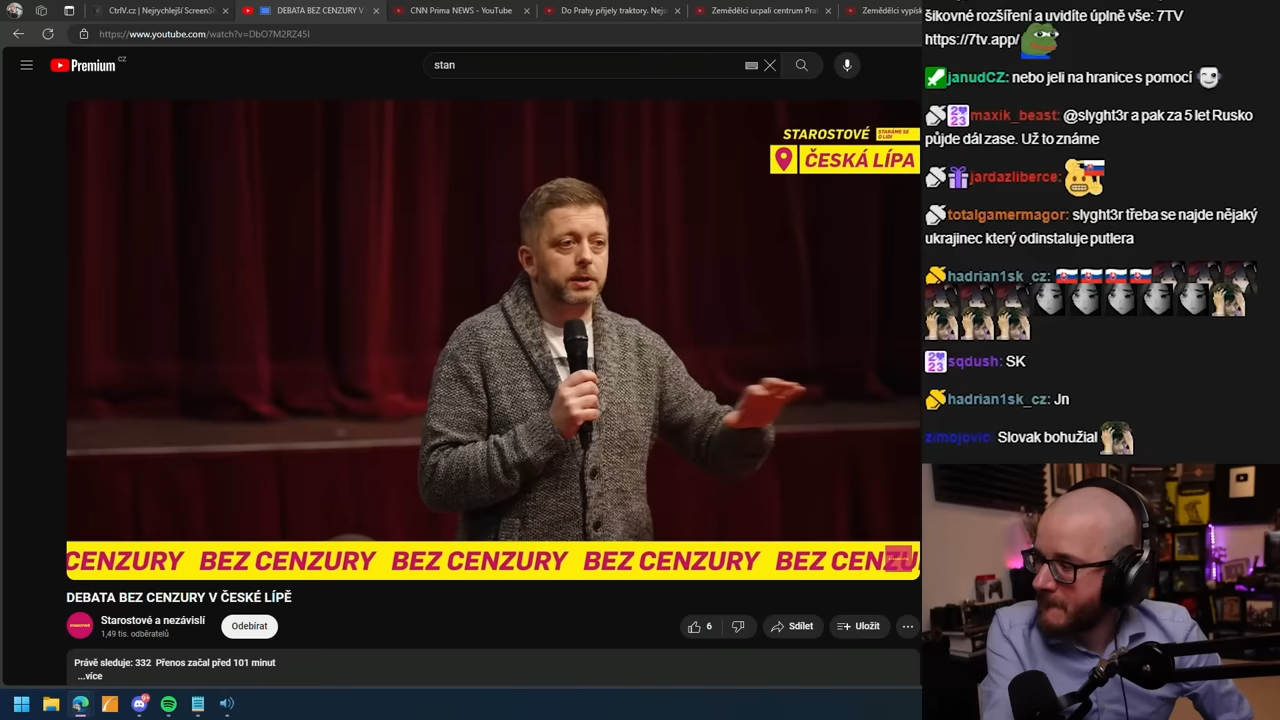 CtrlV.cz | Nejrychlejší ScreenSh
DEBATA BEZ CENZURY V
CNN Prima NEWS - YouTube
Do Prahy přijely traktory. Nejsc
Zemědělci ucpali centrum Pra
Zemědělci vypísk
https://www.youtube.com/watch?v=DbO7M2RZ45I
Premium CZ
stan
STAROSTOVÉ
STARÁME SE
O LIDI
ČESKÁ LÍPA
CENZURY BEZ CENZURY BEZ CENZURY BEZ CENZURY BEZ CENZU
DEBATA BEZ CENZURY V ČESKÉ LÍPĚ
Starostové a nezávislí
1,49 tis. odběratelů
Odebírat
6
Sdílet
Uložit
Právě sleduje: 332 Přenos začal před 101 minut
...více
šikovné rozšíření a uvidíte úplně vše: 7TV
https://7tv.app/
janudCZ: nebo jeli na hranice s pomocí
maxik_beast: @slyght3r a pak za 5 let Rusko
půjde dál zase. Už to známe
jardazliberce:
totalgamermagor: slyght3r třeba se najde nějaký
ukrajinec který odinstaluje putlera
hadrian1sk_cz:
sqdush: SK
hadrian1sk_cz: Jn
zimojovic: Slovak bohužial